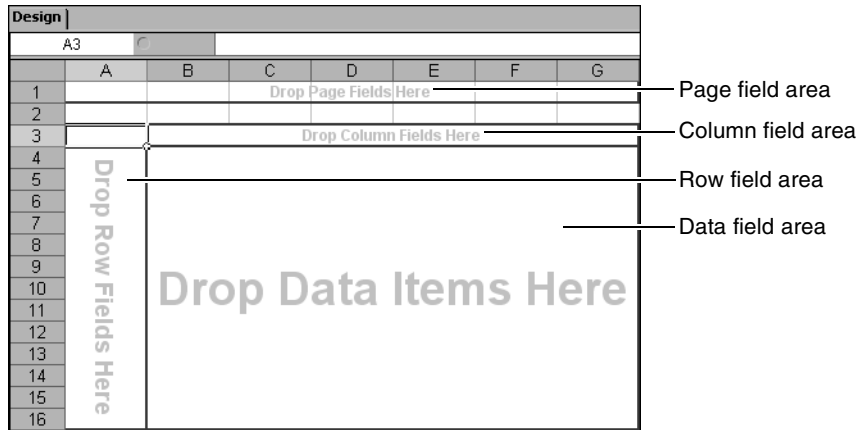 Design
A3
A B C D E F G
1 Drop Page Fields Here
Page field area
2
3 Drop Column Fields Here
Column field area
4
5
6
7
8
9
10
11
12
13
14
15
16
Drop Row Fields Here
Row field area
Drop Data Items Here
Data field area